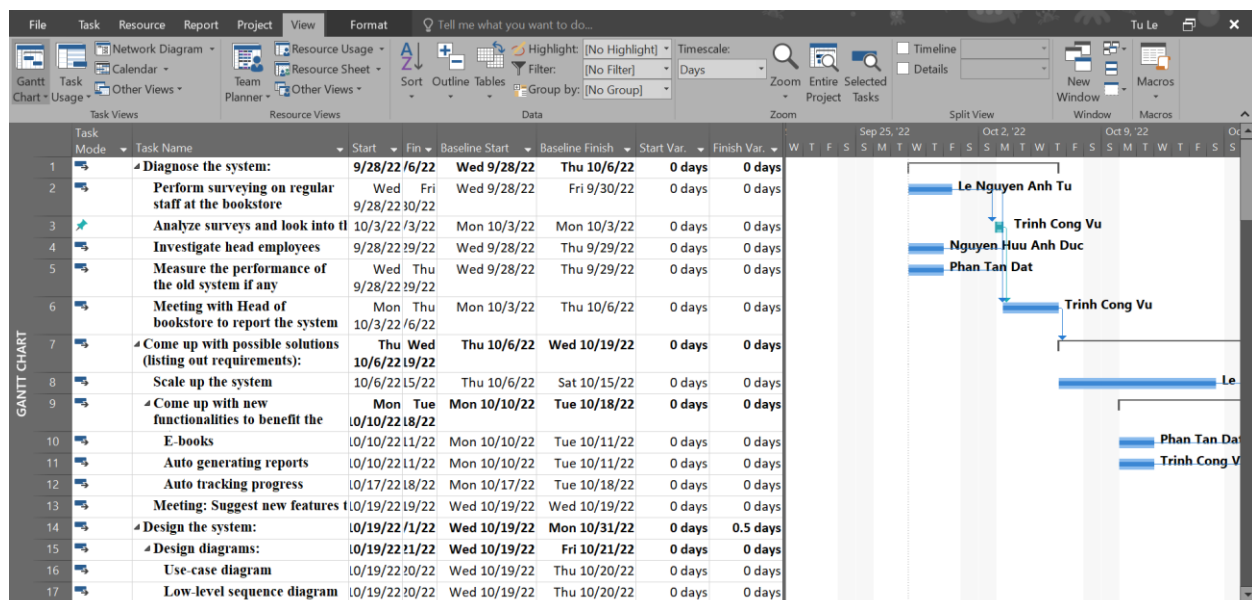 File Task Resource Report Project View Format Tell me what you want to do... Tu Le
Gantt Chart
Task Usage
Network Diagram
Calendar
Other Views
Task Views
Team Planner
Resource Usage
Resource Sheet
Other Views
Resource Views
Sort Outline Tables
Highlight: [No Highlight]
Filter: [No Filter]
Group by: [No Group]
Data
Timescale:
Days
Zoom Entire Project Selected Tasks
Zoom
Timeline
Details
Split View
New Window
Window
Macros
Macros
GANTT CHART
Task Mode Task Name Start Fin Baseline Start Baseline Finish Start Var. Finish Var.
Sep 25, '22 Oct 2, '22 Oct 9, '22 Oc
W T F S S M T W T F S S M T W T F S S M T W T F S S
1 Diagnose the system: 9/28/22 /6/22 Wed 9/28/22 Thu 10/6/22 0 days 0 days
2 Perform surveying on regular Wed Fri Wed 9/28/22 Fri 9/30/22 0 days 0 days Le Nguyen Anh Tu
staff at the bookstore 9/28/22 30/22
3 Analyze surveys and look into tl 10/3/22 /3/22 Mon 10/3/22 Mon 10/3/22 0 days 0 days Trinh Cong Vu
4 Investigate head employees 9/28/22 29/22 Wed 9/28/22 Thu 9/29/22 0 days 0 days Nguyen Huu Anh Duc
5 Measure the performance of Wed Thu Wed 9/28/22 Thu 9/29/22 0 days 0 days Phan Tan Dat
the old system if any 9/28/22 29/22
6 Meeting with Head of Mon Thu Mon 10/3/22 Thu 10/6/22 0 days 0 days Trinh Cong Vu
bookstore to report the system 10/3/22 /6/22
7 Come up with possible solutions Thu Wed Thu 10/6/22 Wed 10/19/22 0 days 0 days
(listing out requirements): 10/6/22 19/22
8 Scale up the system 10/6/22 15/22 Thu 10/6/22 Sat 10/15/22 0 days 0 days Le
9 Come up with new Mon Tue Mon 10/10/22 Tue 10/18/22 0 days 0 days
functionalities to benefit the 10/10/22 18/22
10 E-books 10/10/22 11/22 Mon 10/10/22 Tue 10/11/22 0 days 0 days Phan Tan Dat
11 Auto generating reports 10/10/22 11/22 Mon 10/10/22 Tue 10/11/22 0 days 0 days Trinh Cong V
12 Auto tracking progress 10/17/22 18/22 Mon 10/17/22 Tue 10/18/22 0 days 0 days
13 Meeting: Suggest new features t 10/19/22 19/22 Wed 10/19/22 Wed 10/19/22 0 days 0 days
14 Design the system: 10/19/22 /1/22 Wed 10/19/22 Mon 10/31/22 0 days 0.5 days
15 Design diagrams: 10/19/22 21/22 Wed 10/19/22 Fri 10/21/22 0 days 0 days
16 Use-case diagram 10/19/22 20/22 Wed 10/19/22 Thu 10/20/22 0 days 0 days
17 Low-level sequence diagram 10/19/22 20/22 Wed 10/19/22 Thu 10/20/22 0 days 0 days